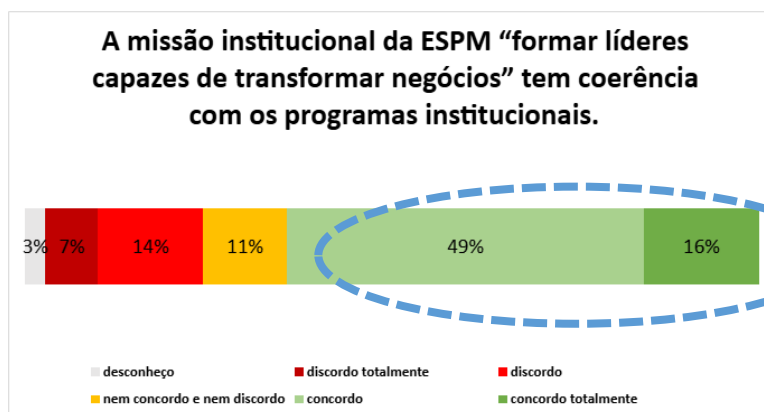 A missão institucional da ESPM “formar líderes
capazes de transformar negócios” tem coerência
com os programas institucionais.
3% 7% 14% 11% 49% 16%
desconheço discordo totalmente discordo
nem concordo e nem discordo concordo concordo totalmente